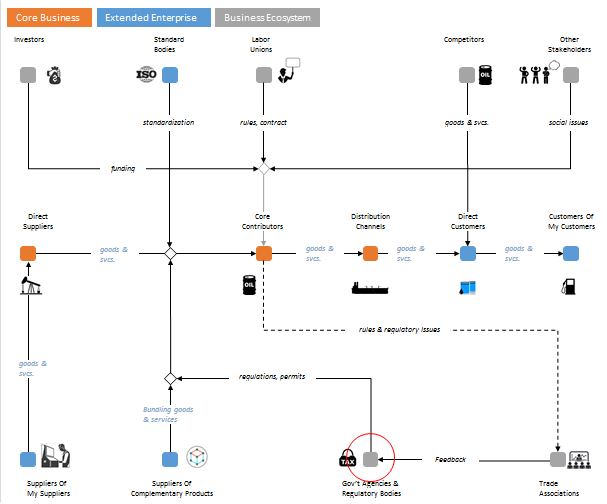 Core Business
Extended Enterprise
Business Ecosystem
Investors
Standard
Bodies
Labor
Unions
Competitors
Other
Stakeholders
ISO
OIL
standardization
rules, contract
goods & svcs.
social issues
funding
Direct
Suppliers
Core
Contributors
Distribution
Channels
Direct
Customers
Customers Of
My Customers
goods &
svcs.
goods &
svcs.
goods &
svcs.
goods &
svcs.
OIL
rules & regulatory issues
goods &
svcs.
regulations, permits
Bundling goods
& services
TAX
Feedback
Suppliers Of
My Suppliers
Suppliers Of
Complementary Products
Gov't Agencies &
Regulatory Bodies
Trade
Associations